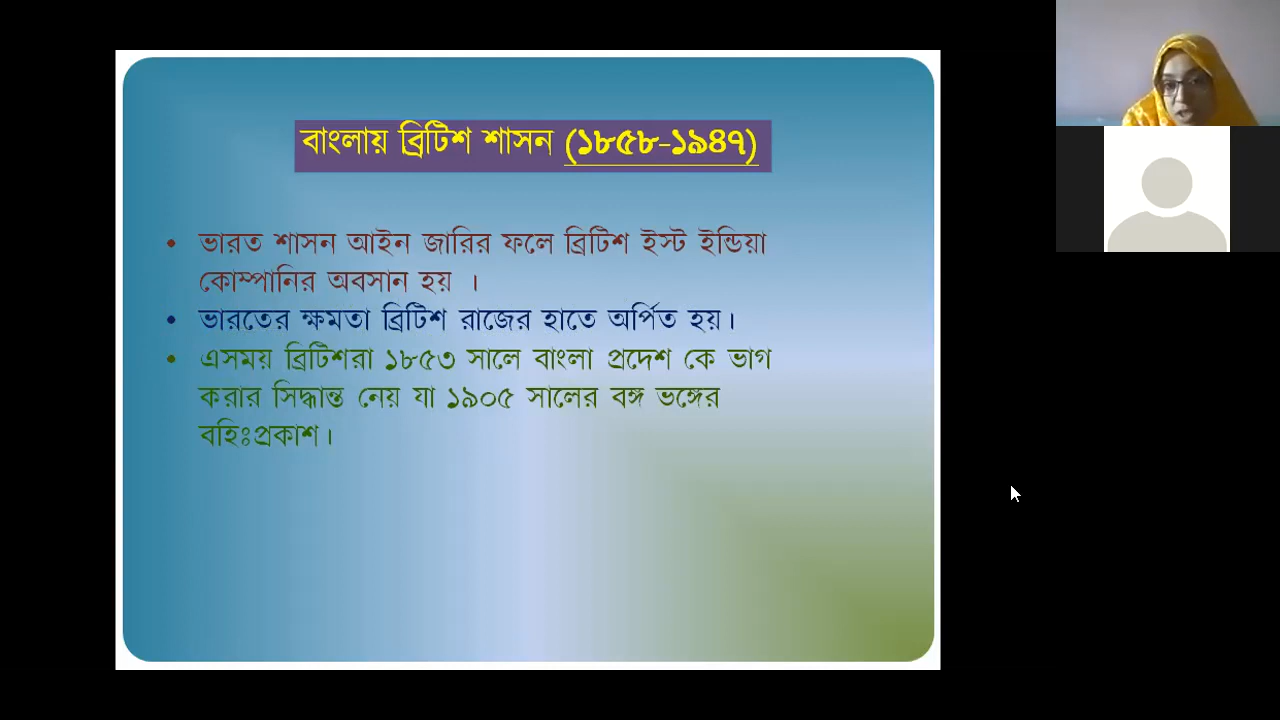 বাংলায় ব্রিটিশ শাসন (১৮৫৮-১৯৪৭)
• ভারত শাসন আইন জারির ফলে ব্রিটিশ ইস্ট ইন্ডিয়া
কোম্পানির অবসান হয় ।
• ভারতের ক্ষমতা ব্রিটিশ রাজের হাতে অর্পিত হয়।
• এসময় ব্রিটিশরা ১৮৫৩ সালে বাংলা প্রদেশ কে ভাগ
করার সিদ্ধান্ত নেয় যা ১৯০৫ সালের বঙ্গ ভঙ্গের
বহিঃপ্রকাশ।